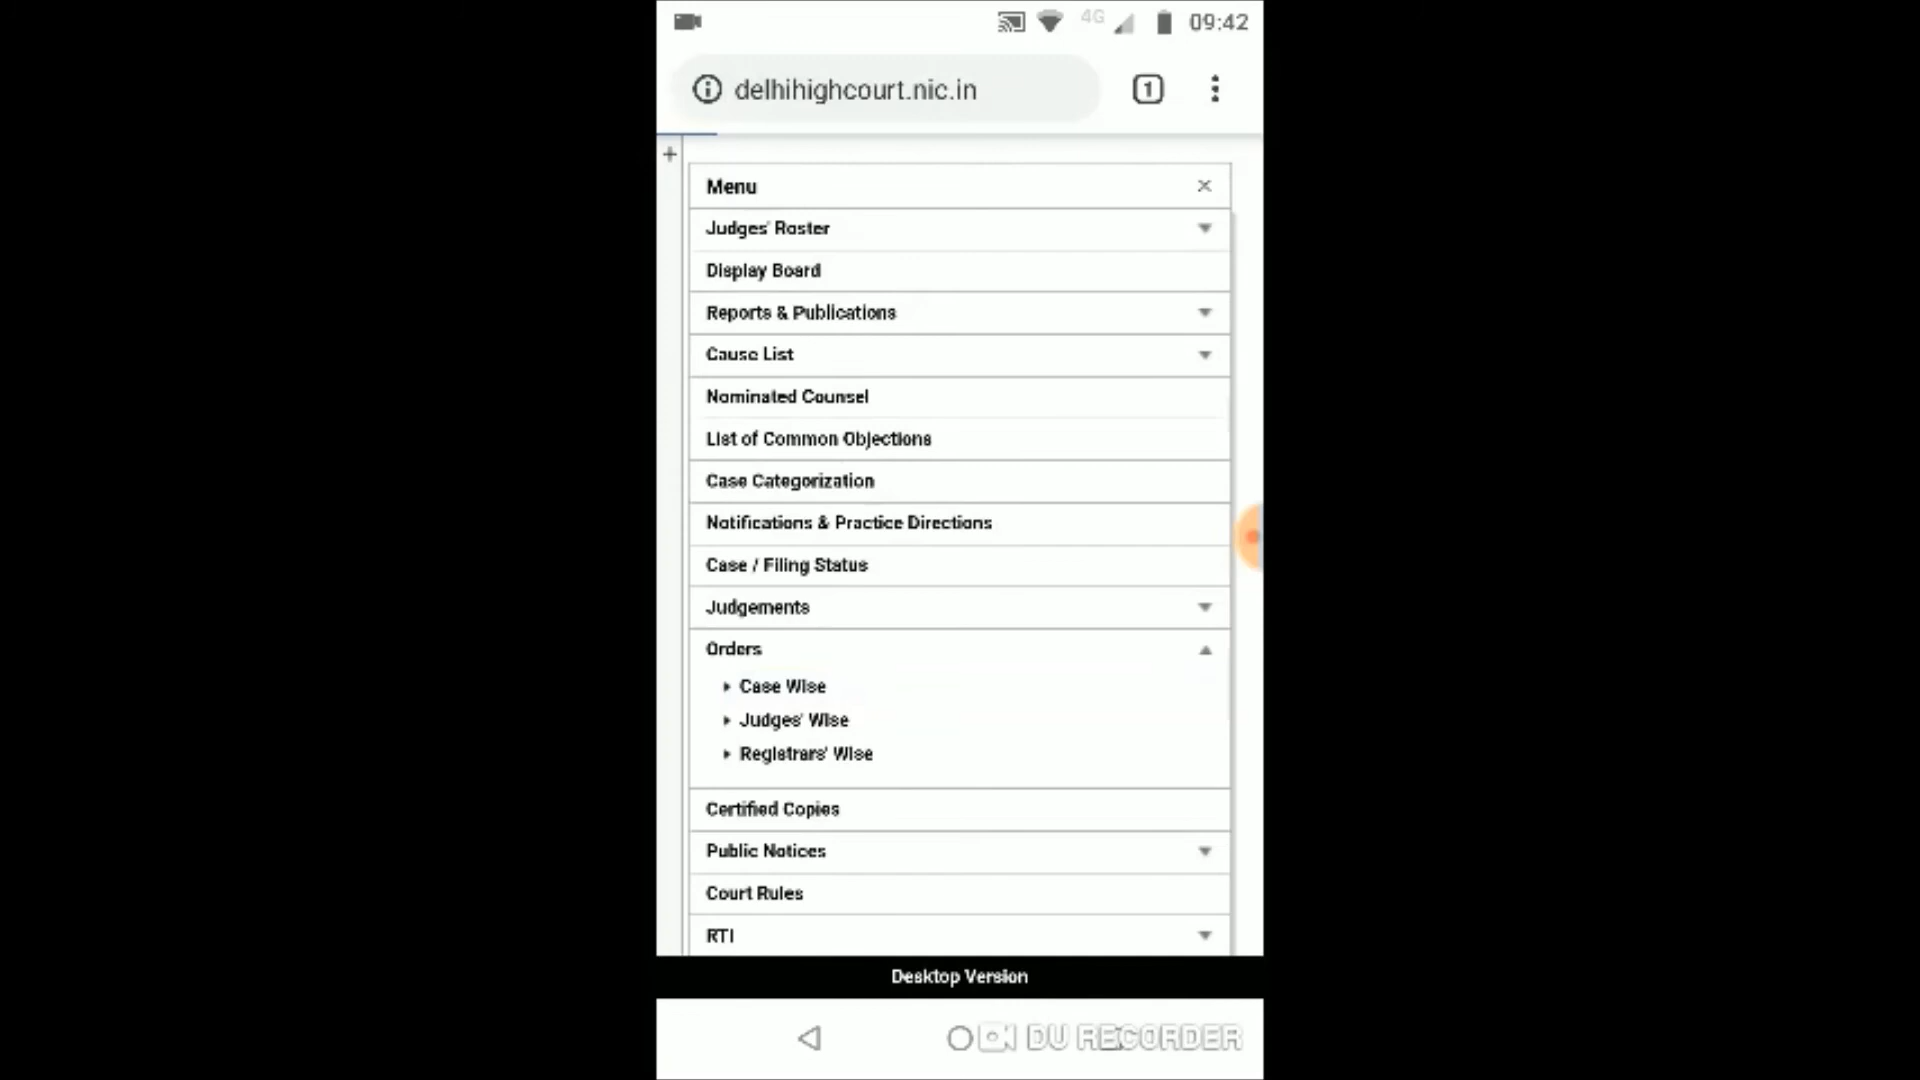 4G 09:42
delhihighcourt.nic.in 1
Menu
Judges' Roster
Display Board
Reports & Publications
Cause List
Nominated Counsel
List of Common Objections
Case Categorization
Notifications & Practice Directions
Case / Filing Status
Judgements
Orders
Case Wise
Judges' Wise
Registrars' Wise
Certified Copies
Public Notices
Court Rules
RTI
Desktop Version
DU RECORDER